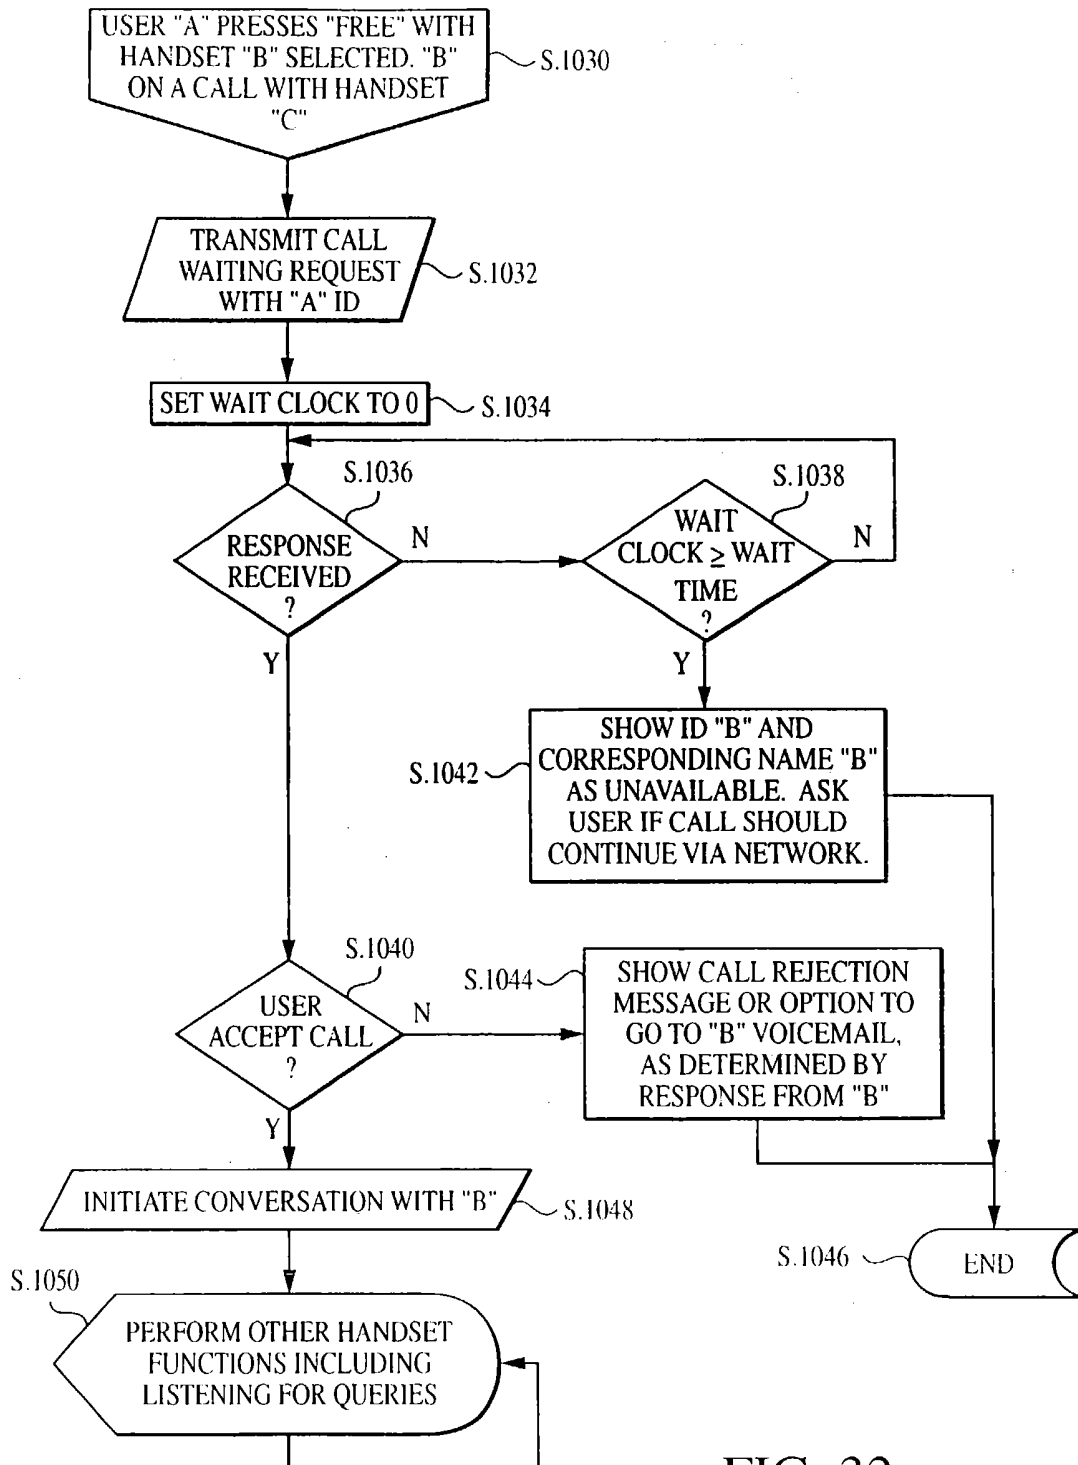 USER "A" PRESSES "FREE" WITH
HANDSET "B" SELECTED. "B"
ON A CALL WITH HANDSET
"C"
S.1030
TRANSMIT CALL
WAITING REQUEST
WITH "A" ID
S.1032
SET WAIT CLOCK TO 0
S.1034
S.1036
RESPONSE
RECEIVED
?
N
Y
S.1038
WAIT
CLOCK ≥ WAIT
TIME
?
N
Y
S.1042
SHOW ID "B" AND
CORRESPONDING NAME "B"
AS UNAVAILABLE. ASK
USER IF CALL SHOULD
CONTINUE VIA NETWORK.
S.1040
USER
ACCEPT CALL
?
N
Y
S.1044
SHOW CALL REJECTION
MESSAGE OR OPTION TO
GO TO "B" VOICEMAIL,
AS DETERMINED BY
RESPONSE FROM "B"
INITIATE CONVERSATION WITH "B"
S.1048
S.1046
END
S.1050
PERFORM OTHER HANDSET
FUNCTIONS INCLUDING
LISTENING FOR QUERIES
FIG. 32